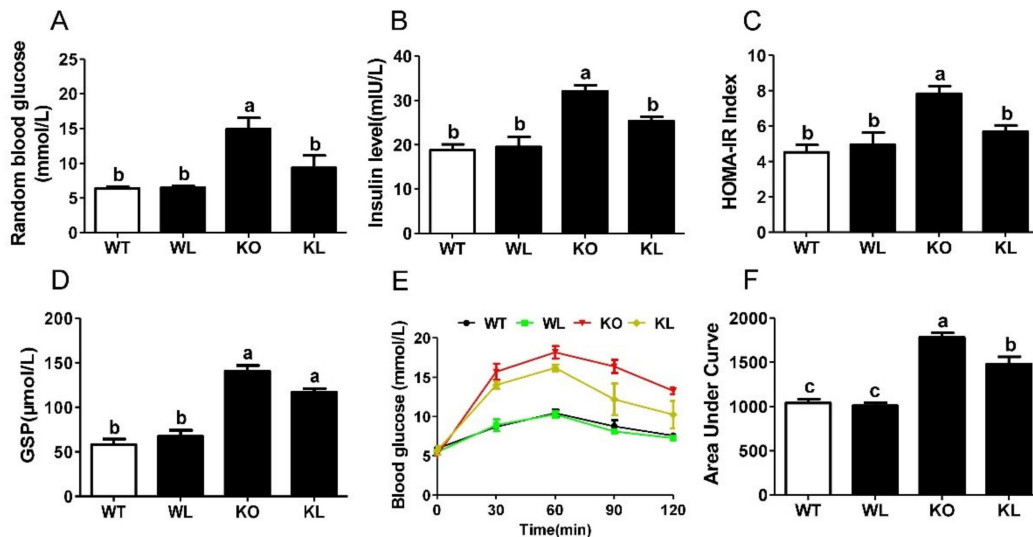 A
Random blood glucose
(mmol/L)
25
20
15
10
5
0
b
b
a
b
WT
WL
KO
KL
B
Insulin level(mIU/L)
40
30
20
10
0
b
b
a
b
WT
WL
KO
KL
C
HOMA-IR Index
8
6
4
2
0
b
b
a
b
WT
WL
KO
KL
D
GSP(μmol/L)
200
150
100
50
0
b
b
a
a
WT
WL
KO
KL
E
WT WL KO KL
Blood glucose (mmol/L)
20
15
10
5
0
0 30 60 90 120
Time(min)
F
Area Under Curve
2000
1500
1000
500
0
c
c
a
b
WT
WL
KO
KL